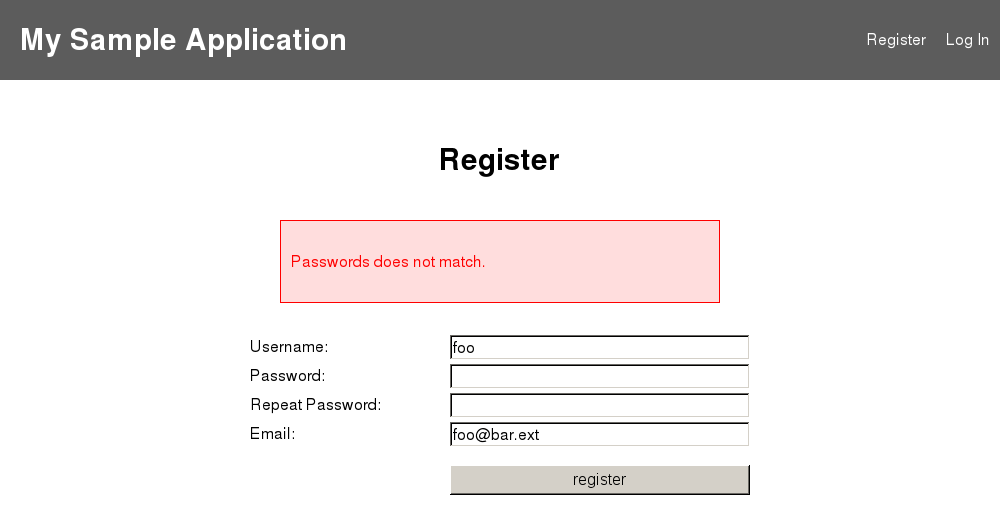 My Sample Application
Register    Log In
Register
Passwords does not match.
Username: foo
Password:
Repeat Password:
Email: foo@bar.ext
register